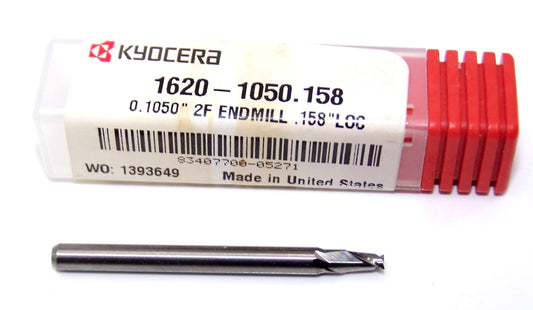 KYOCERA
1620-1050.158
0.1050" 2F ENDMILL .158"LOC
83407700-05271
WO: 1393649 Made in United States